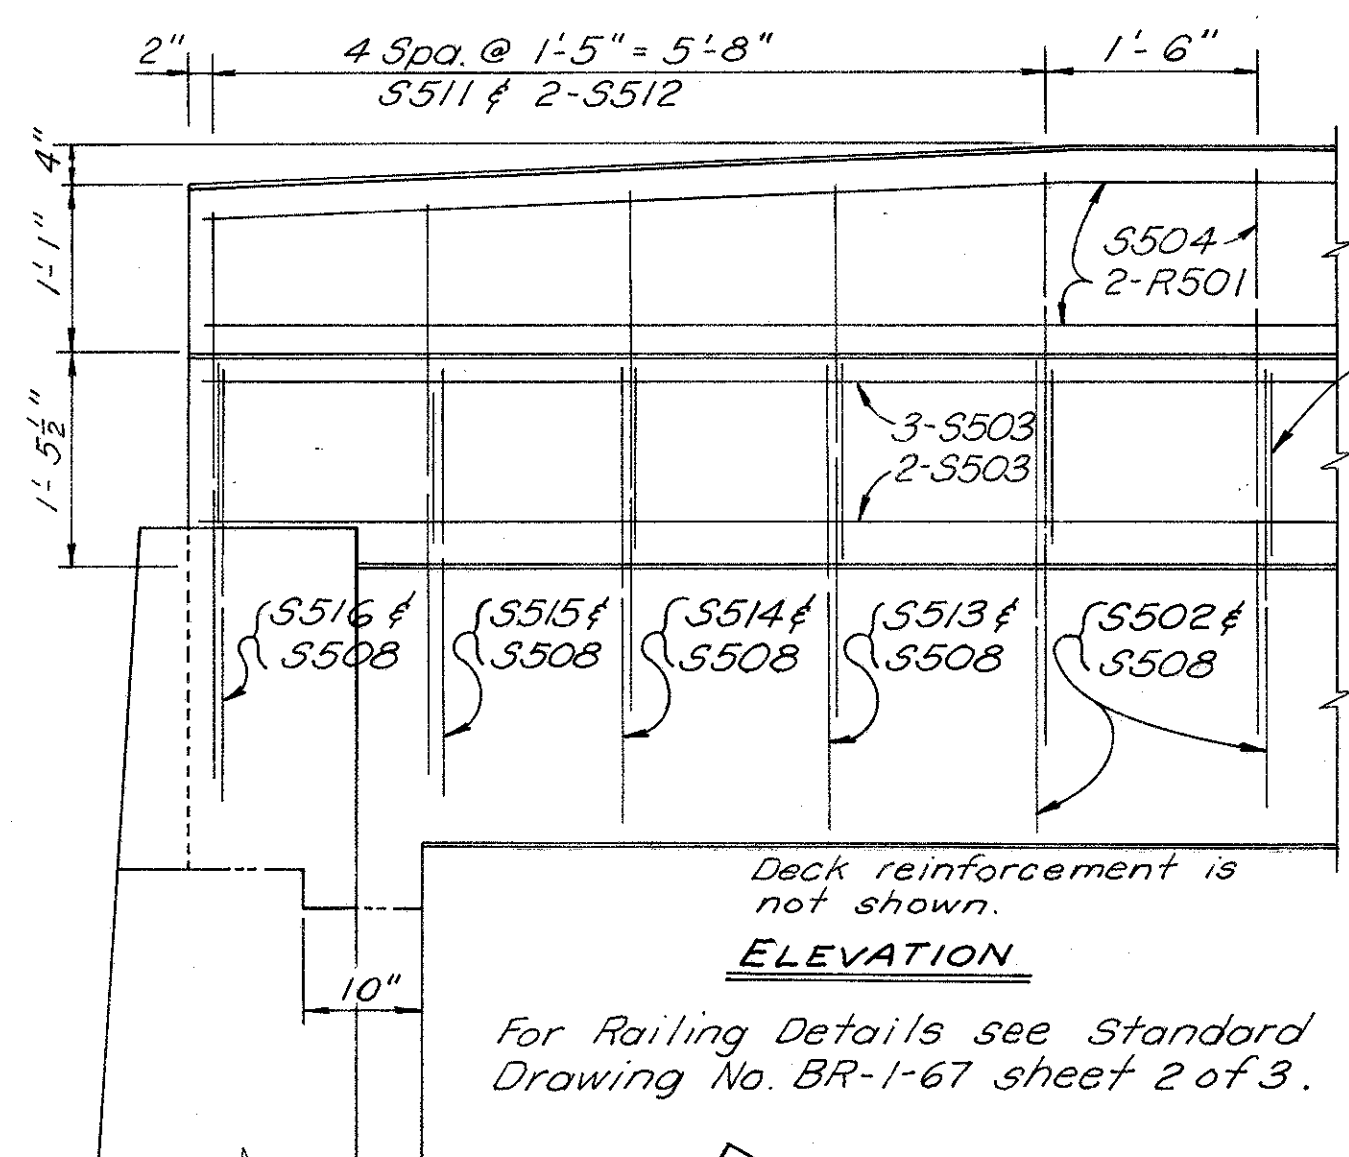 2"
4 Spa. @ 1'-5" = 5'-8"
1'-6"
S511 & 2-S512
4"
1'-1"
1'-5½"
S504
2-R501
3-S503
2-S503
S516 &
S508
S515 &
S508
S514 &
S508
S513 &
S508
S502 &
S508
Deck reinforcement is
not shown.
ELEVATION
10"
For Railing Details see Standard
Drawing No. BR-1-67 sheet 2 of 3.